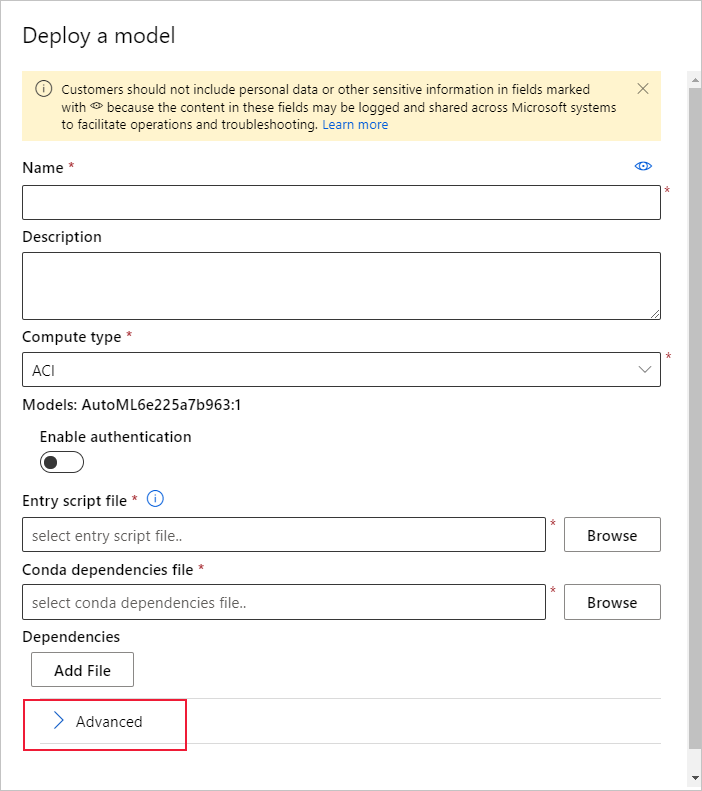 Deploy a model
Customers should not include personal data or other sensitive information in fields marked
with because the content in these fields may be logged and shared across Microsoft systems
to facilitate operations and troubleshooting. Learn more
Name *
*
Description
Compute type *
ACI
*
Models: AutoML6e225a7b963:1
Enable authentication
Entry script file *
select entry script file..
*
Browse
Conda dependencies file *
select conda dependencies file..
*
Browse
Dependencies
Add File
Advanced